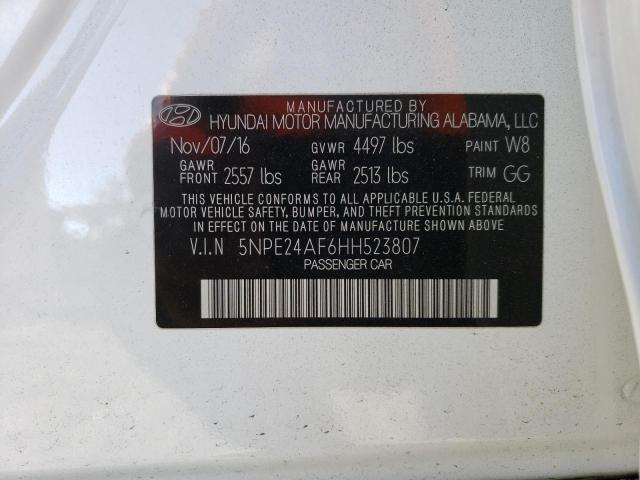 MANUFACTURED BY
HYUNDAI MOTOR MANUFACTURING ALABAMA, LLC
Nov/07/16 GVWR 4497 lbs PAINT W8
GAWR FRONT 2557 lbs GAWR REAR 2513 lbs TRIM GG
THIS VEHICLE CONFORMS TO ALL APPLICABLE U.S.A. FEDERAL
MOTOR VEHICLE SAFETY, BUMPER, AND THEFT PREVENTION STANDARDS
IN EFFECT ON THE DATE OF MANUFACTURE SHOWN ABOVE
V.I.N 5NPE24AF6HH523807
PASSENGER CAR